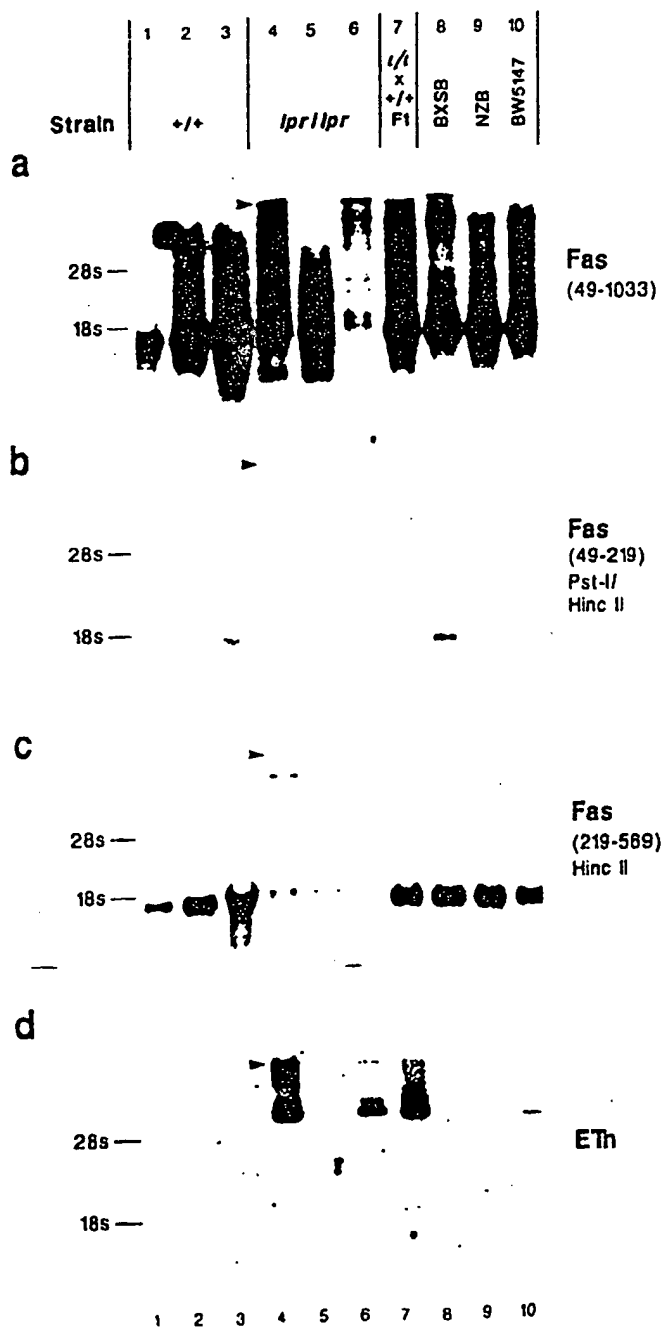 1 2 3 4 5 6 7 8 9 10
Strain +/+ lpr/lpr l/l x +/+ F1 BXSB NZB BW5147
a
28s
18s
Fas
(49-1033)
b
28s
18s
Fas
(49-219)
Pst-I/
Hinc II
c
28s
18s
Fas
(219-569)
Hinc II
d
28s
18s
ETn
1 2 3 4 5 6 7 8 9 10